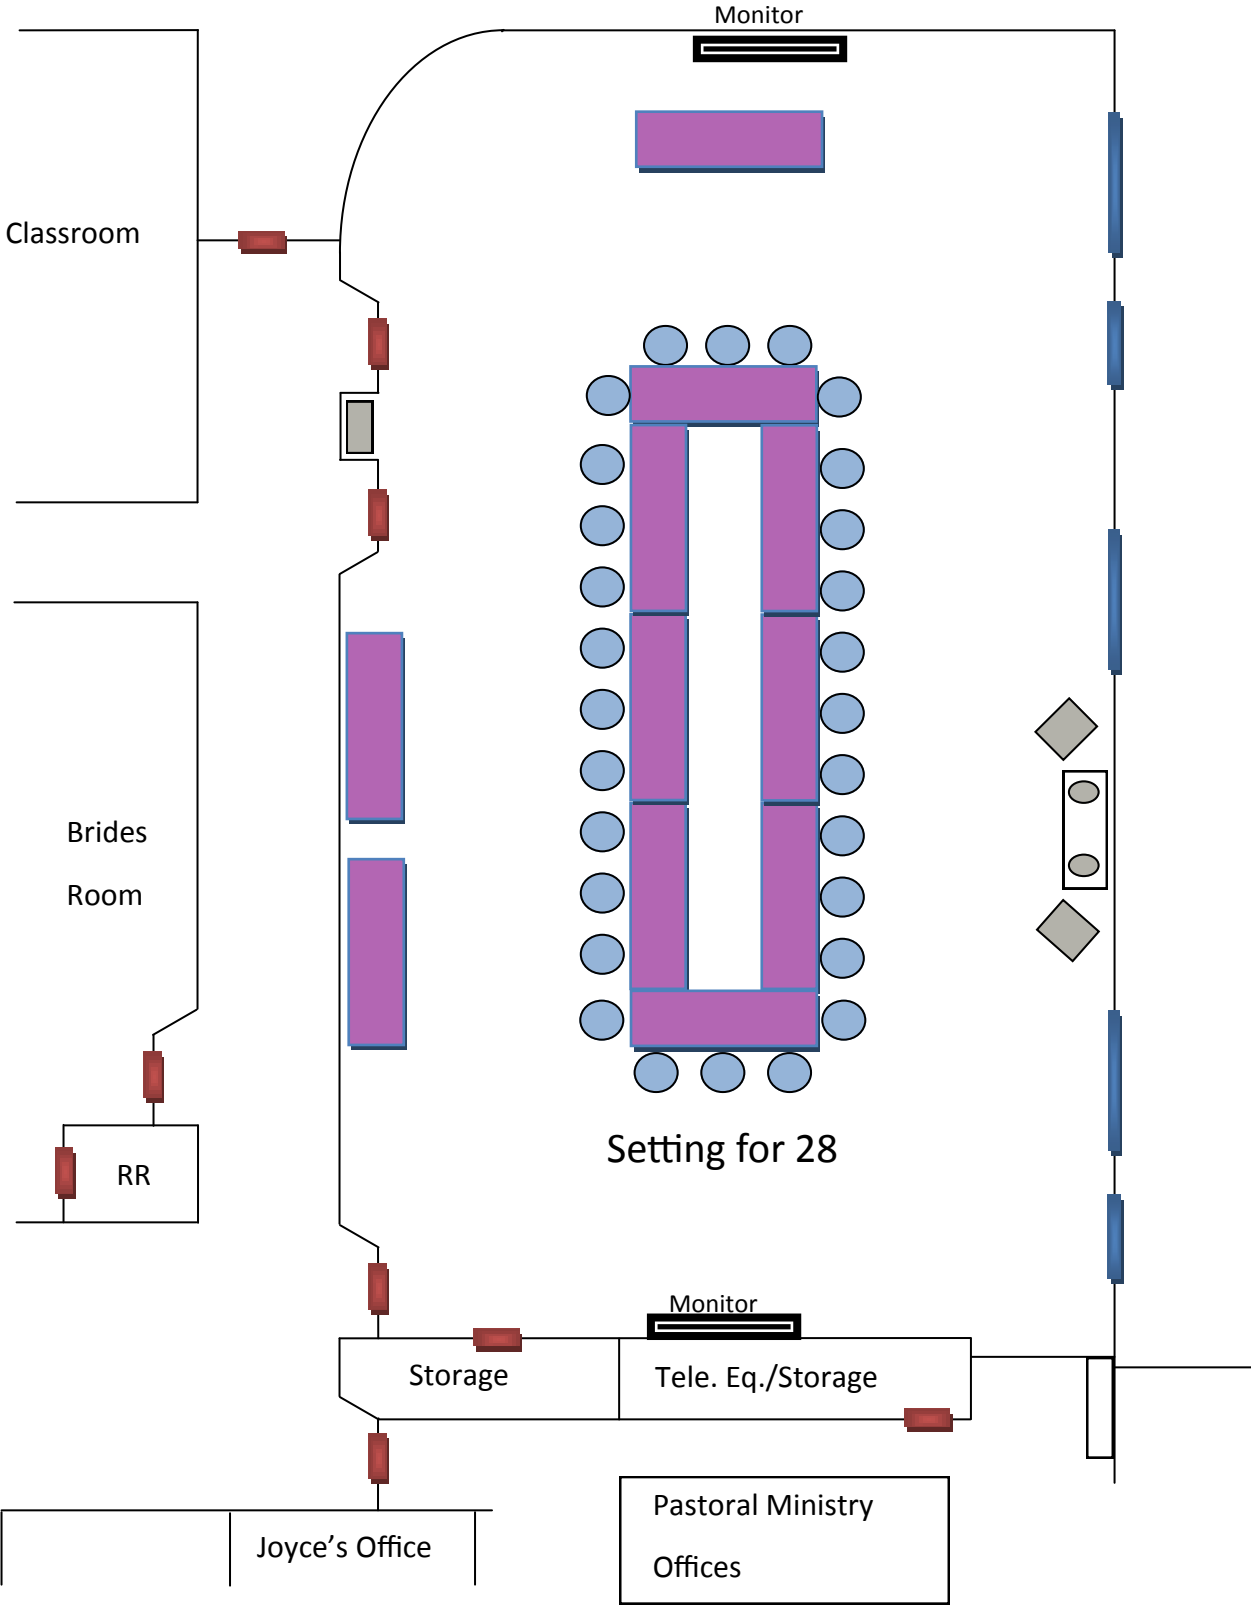 Monitor
Classroom
Brides
Room
RR
Setting for 28
Monitor
Storage
Tele. Eq./Storage
Pastoral Ministry
Offices
Joyce’s Office